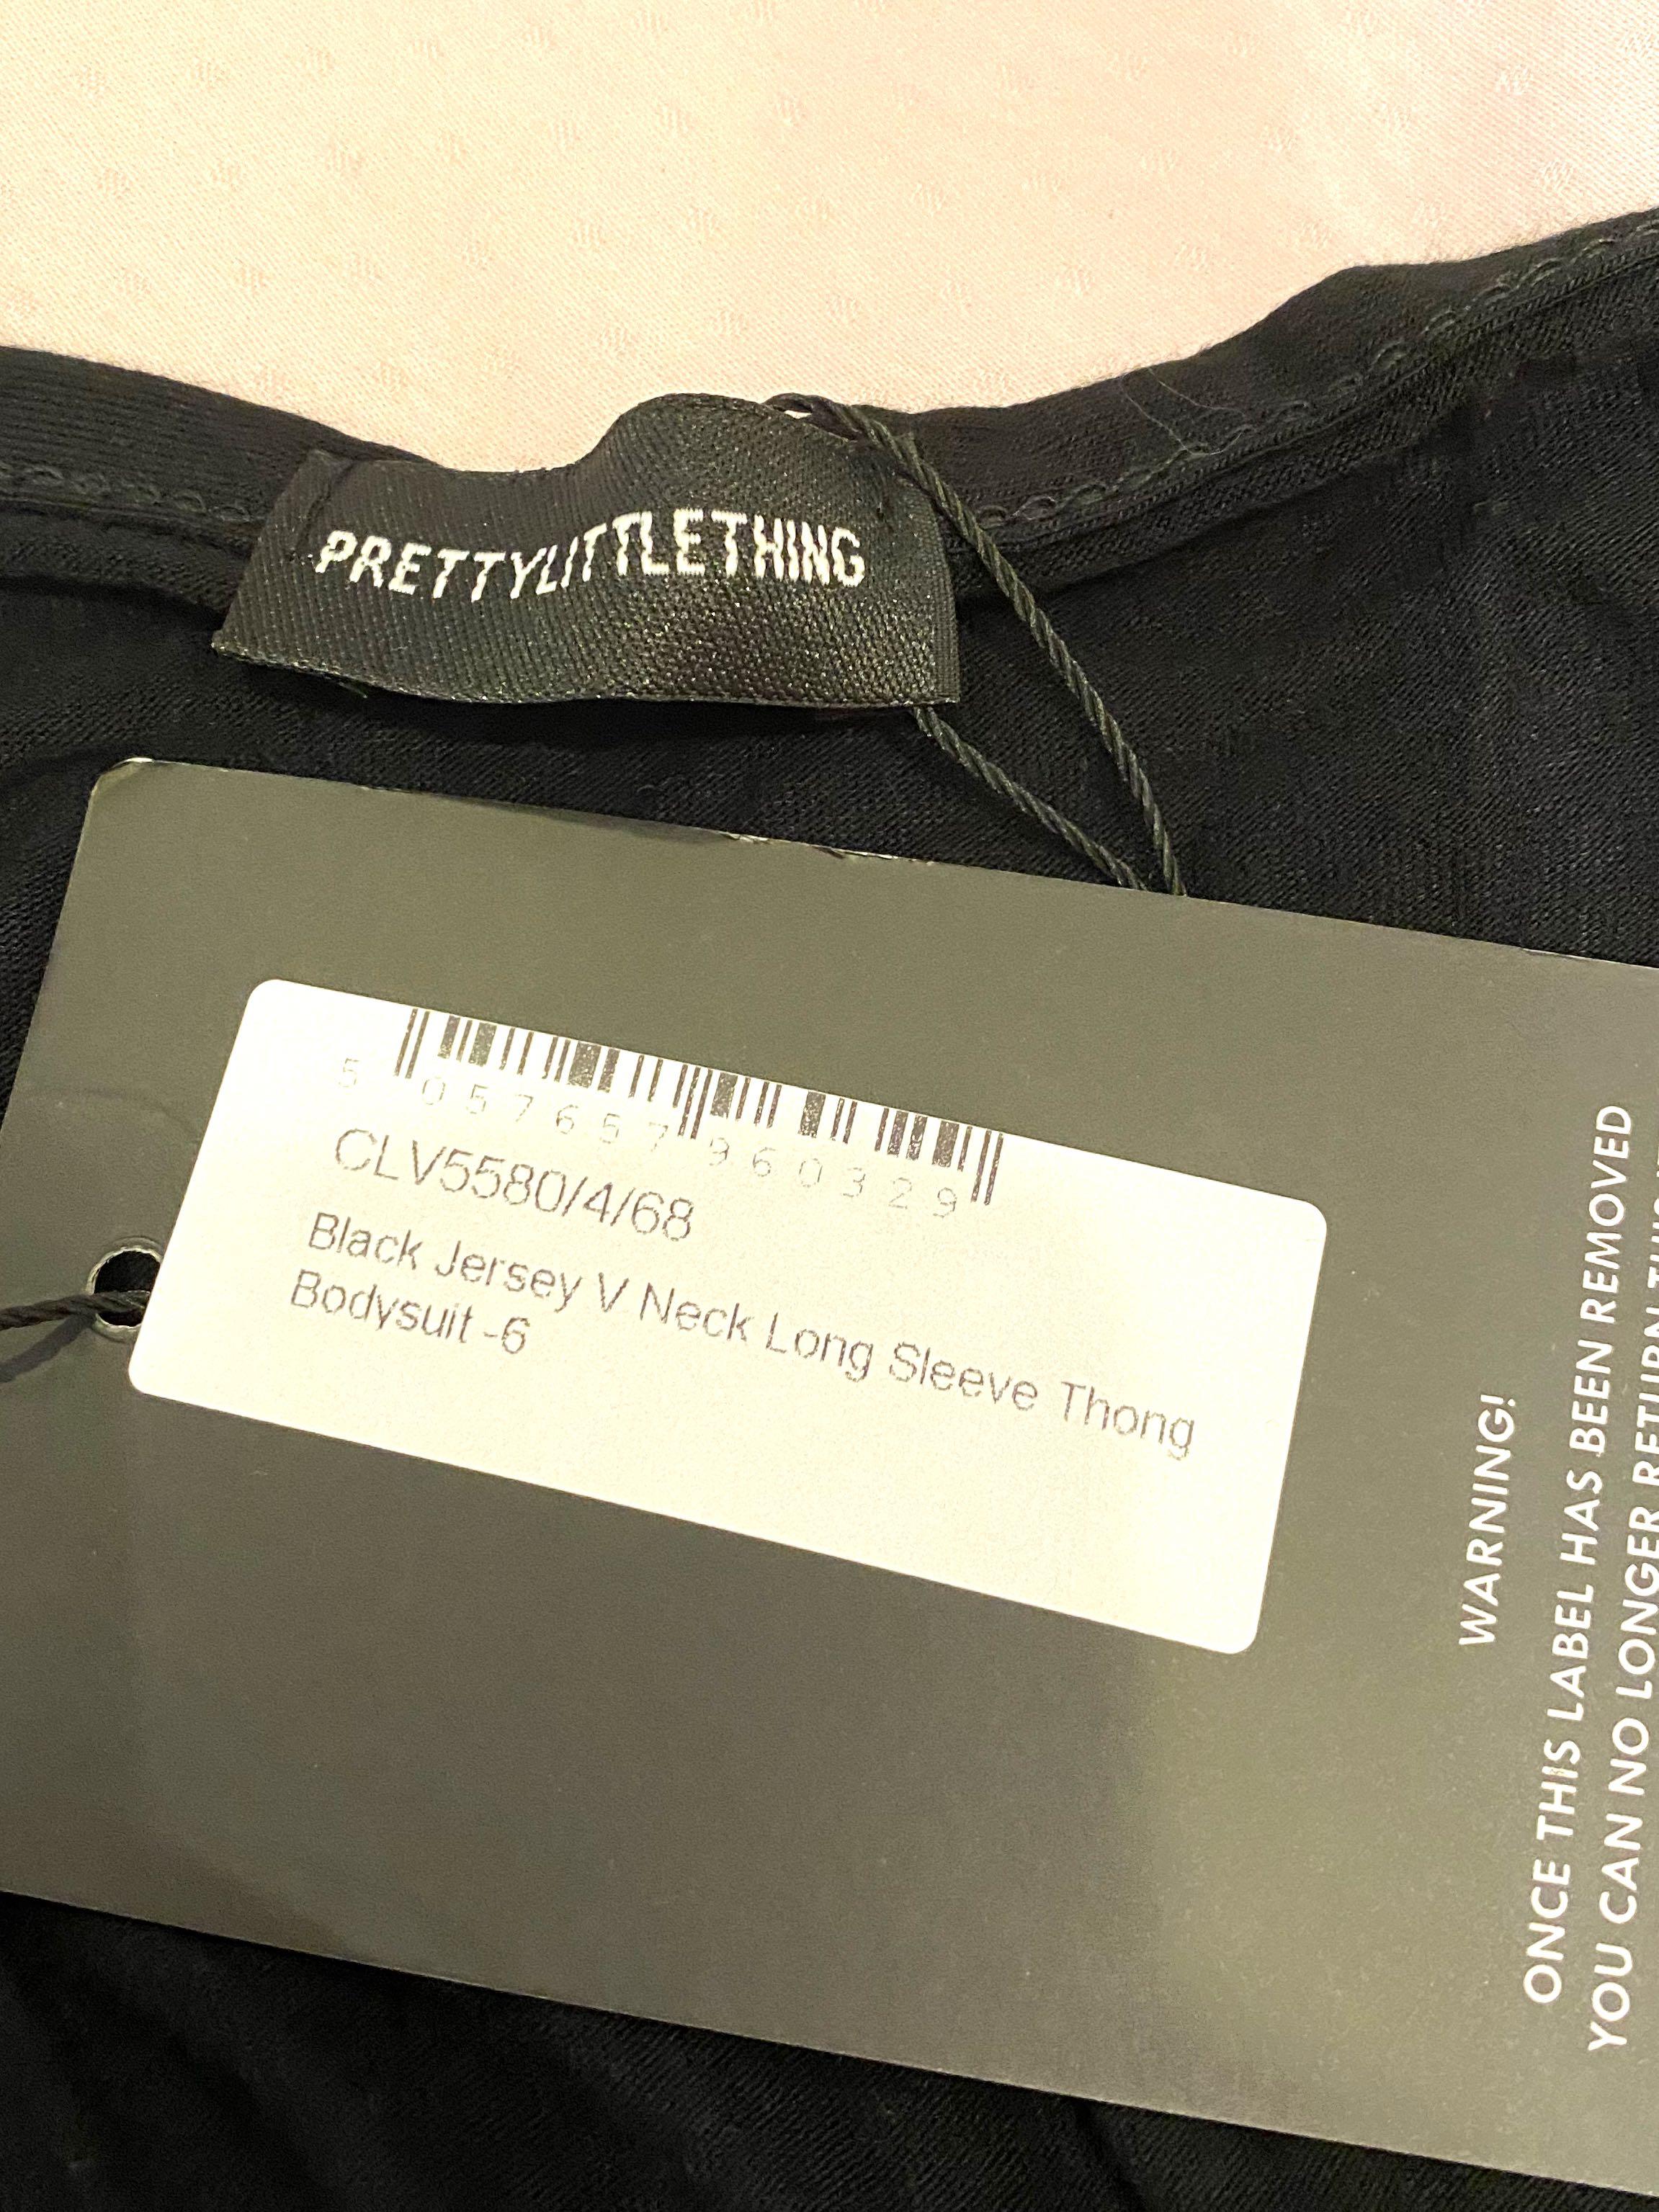 PRETTYLITTLETHING
5 057657 960329
CLV5580/4/68
Black Jersey V Neck Long Sleeve Thong
Bodysuit -6
WARNING!
ONCE THIS LABEL HAS BEEN REMOVED
YOU CAN NO LONGER RETURN THIS